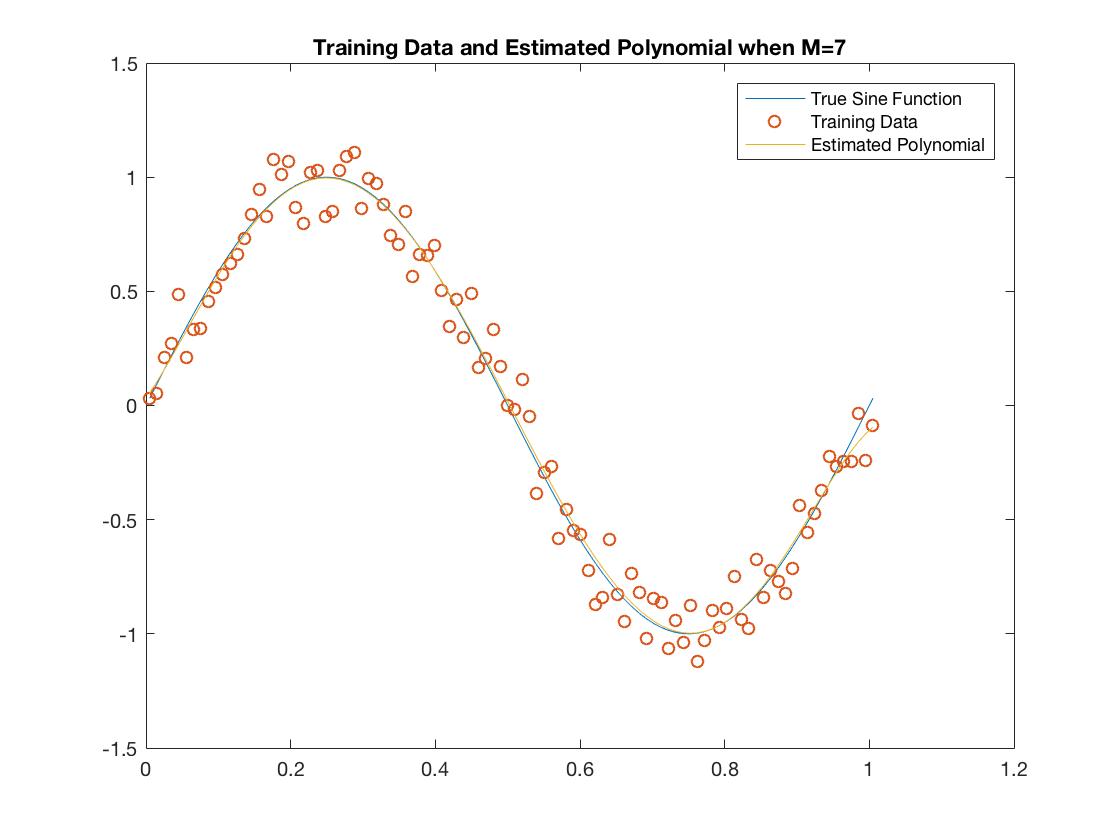 Training Data and Estimated Polynomial when M=7
1.5
True Sine Function
Training Data
Estimated Polynomial
1
0.5
0
-0.5
-1
-1.5
0 0.2 0.4 0.6 0.8 1 1.2